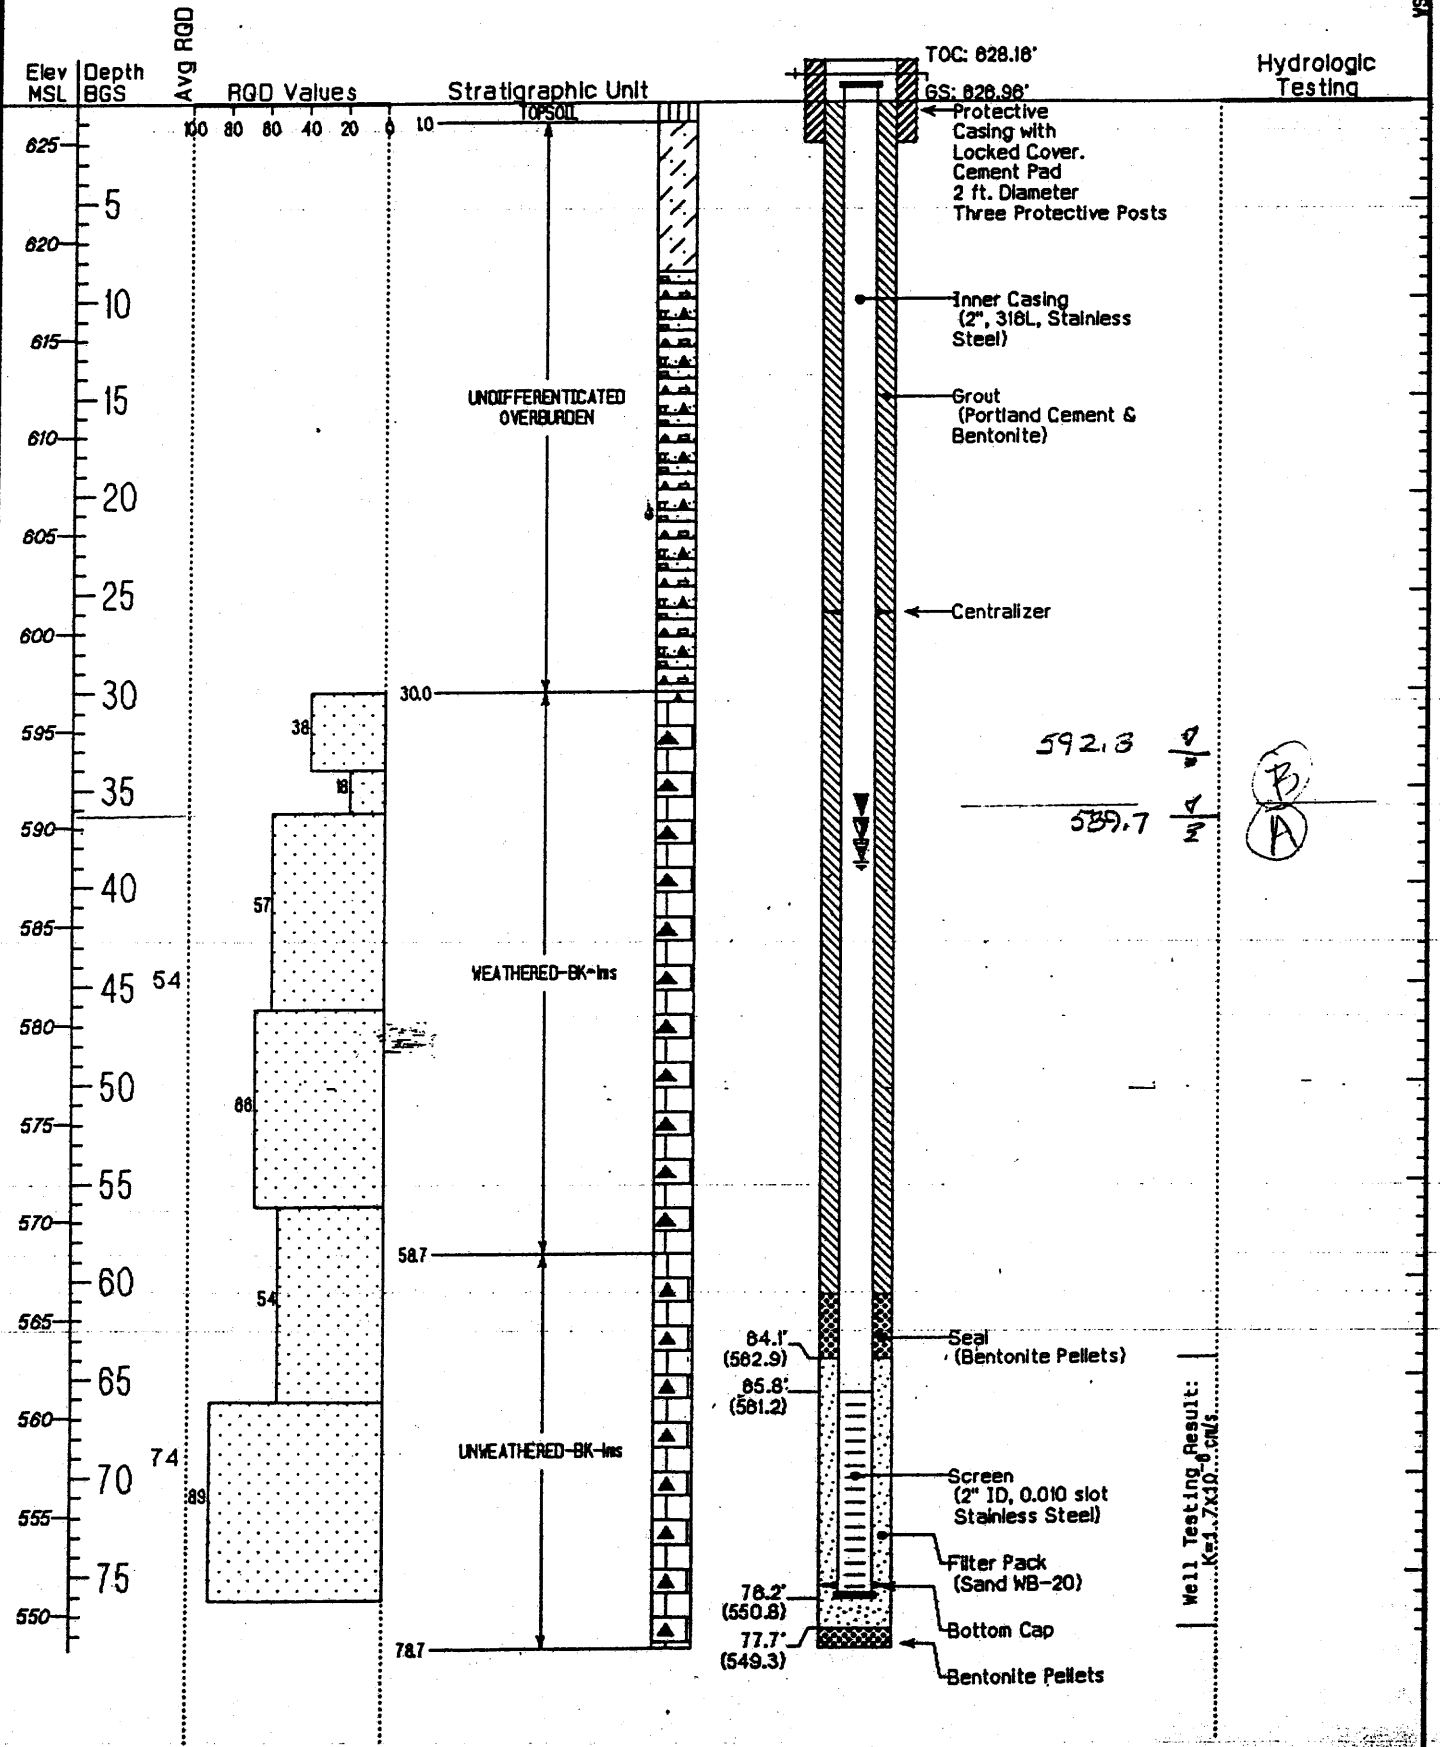 Elev MSL
Depth BGS
Avg RQD
RQD Values
Stratigraphic Unit
Hydrologic Testing
100 80 60 40 20 0
TOC: 628.16'
GS: 626.96'
TOPSOIL
1.0
Protective
Casing with
Locked Cover.
Cement Pad
2 ft. Diameter
Three Protective Posts
625
5
620
10
Inner Casing
(2", 316L, Stainless
Steel)
615
UNDIFFERENTICATED
OVERBURDEN
15
Grout
(Portland Cement &
Bentonite)
610
20
605
25
Centralizer
600
30
30.0
38
595
592.3
18
35
B
590
589.7
A
40
57
585
45
54
WEATHERED-BK-lms
580
50
66
575
55
570
58.7
60
54
565
64.1'
(562.9)
Seal
(Bentonite Pellets)
65
65.8'
(561.2)
560
74
UNWEATHERED-BK-lms
70
89
Screen
(2" ID, 0.010 slot
Stainless Steel)
555
Well Testing Result:
K=1.7X10⁻⁶ cm/s
Filter Pack
(Sand WB-20)
75
76.2'
(550.8)
550
Bottom Cap
77.7'
(549.3)
78.7
Bentonite Pellets